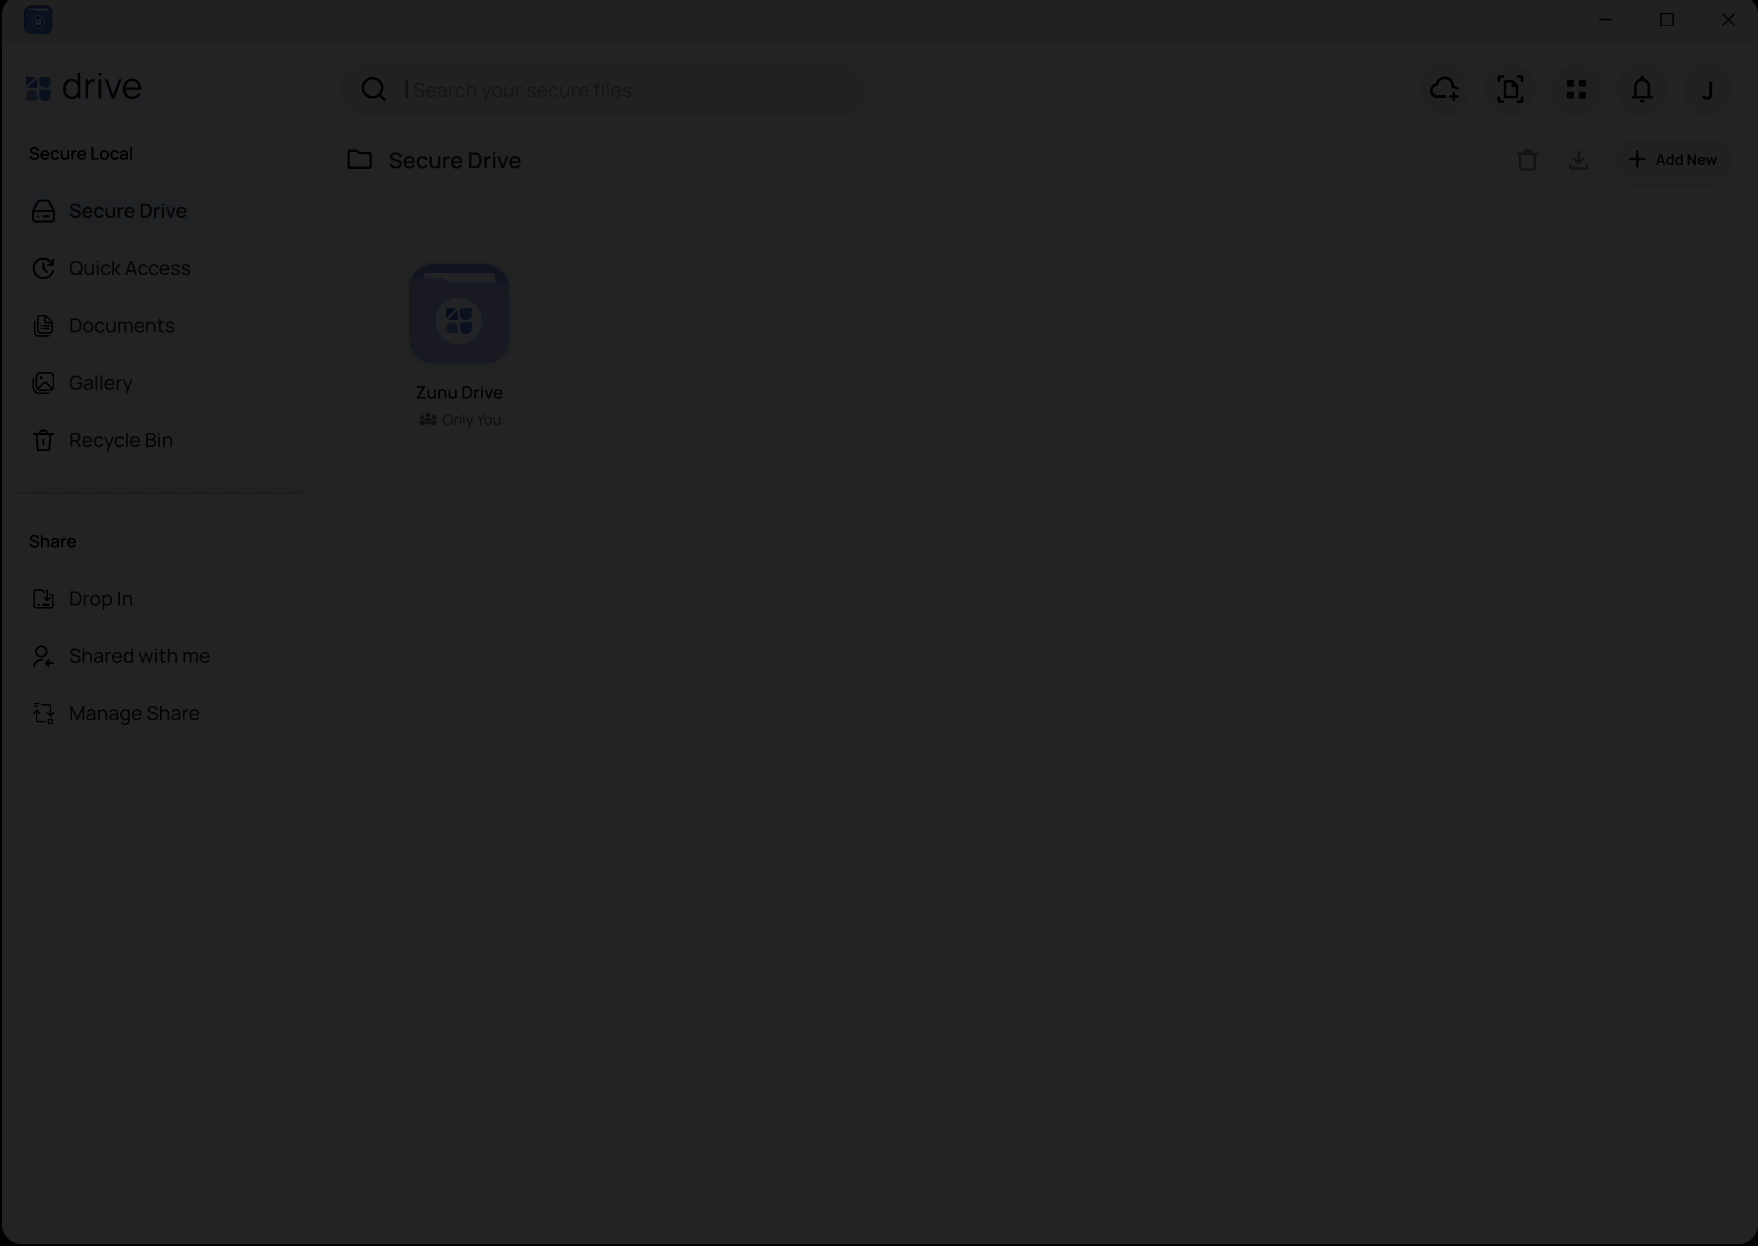 drive
Search your secure files
J
Secure Local
Secure Drive
Add New
Secure Drive
Quick Access
Documents
Gallery
Recycle Bin
Zunu Drive
Only You
Share
Drop In
Shared with me
Manage Share